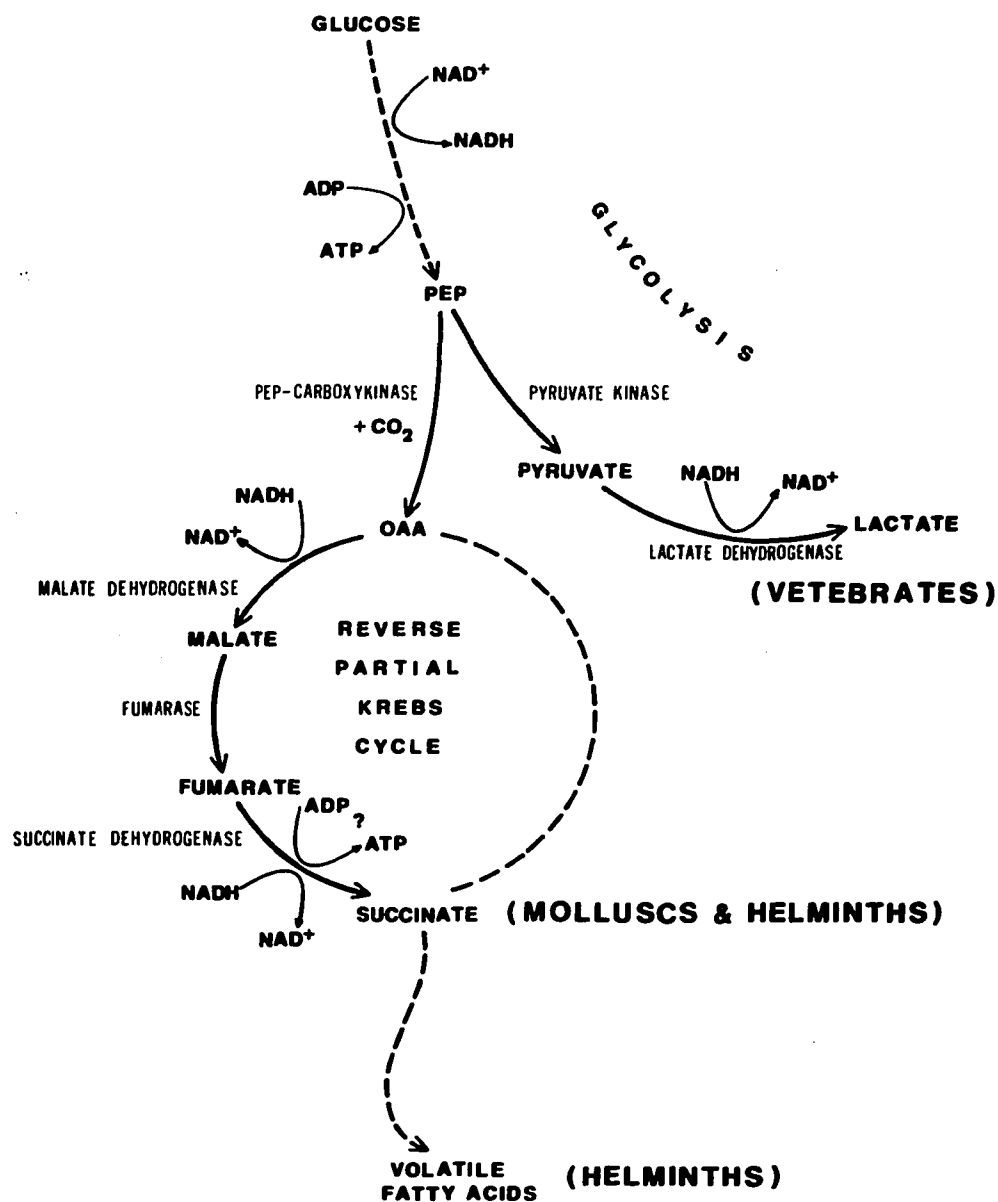 GLUCOSE
NAD+
NADH
ADP
ATP
PEP
GLYCOLYSIS
PEP-CARBOXYKINASE
+CO₂
PYRUVATE KINASE
PYRUVATE
NADH
NAD+
LACTATE
LACTATE DEHYDROGENASE
(VETEBRATES)
OAA
NADH
NAD+
MALATE DEHYDROGENASE
MALATE
REVERSE
PARTIAL
KREBS
CYCLE
FUMARASE
FUMARATE
ADP
?
ATP
SUCCINATE DEHYDROGENASE
NADH
NAD+
SUCCINATE (MOLLUSCS & HELMINTHS)
VOLATILE
FATTY ACIDS
(HELMINTHS)